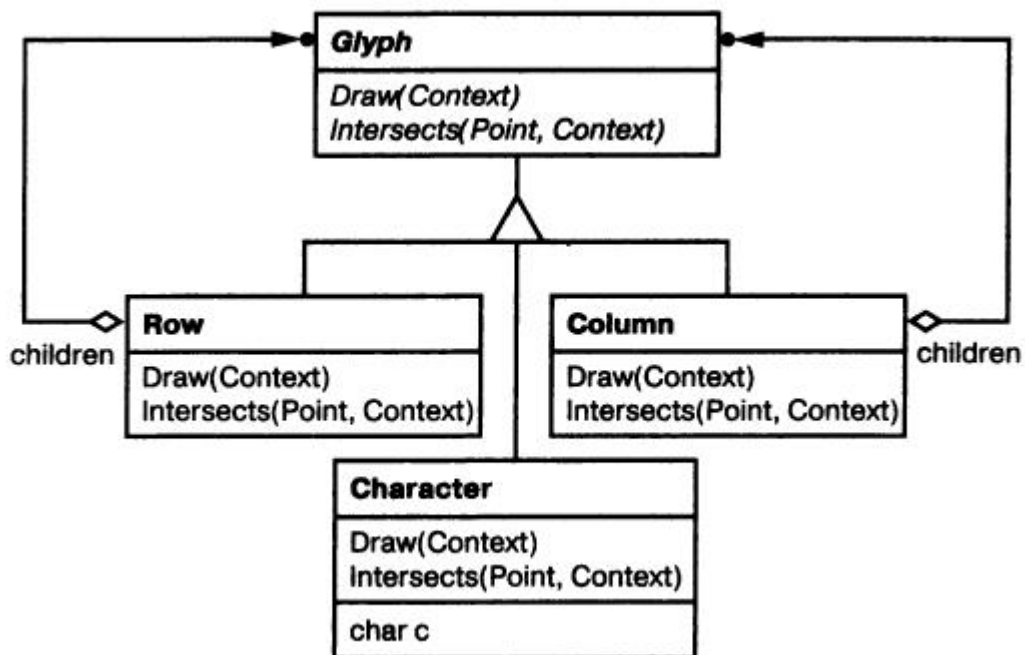 Glyph
Draw(Context)
Intersects(Point, Context)
Row
Draw(Context)
Intersects(Point, Context)
children
Column
Draw(Context)
Intersects(Point, Context)
children
Character
Draw(Context)
Intersects(Point, Context)
char c